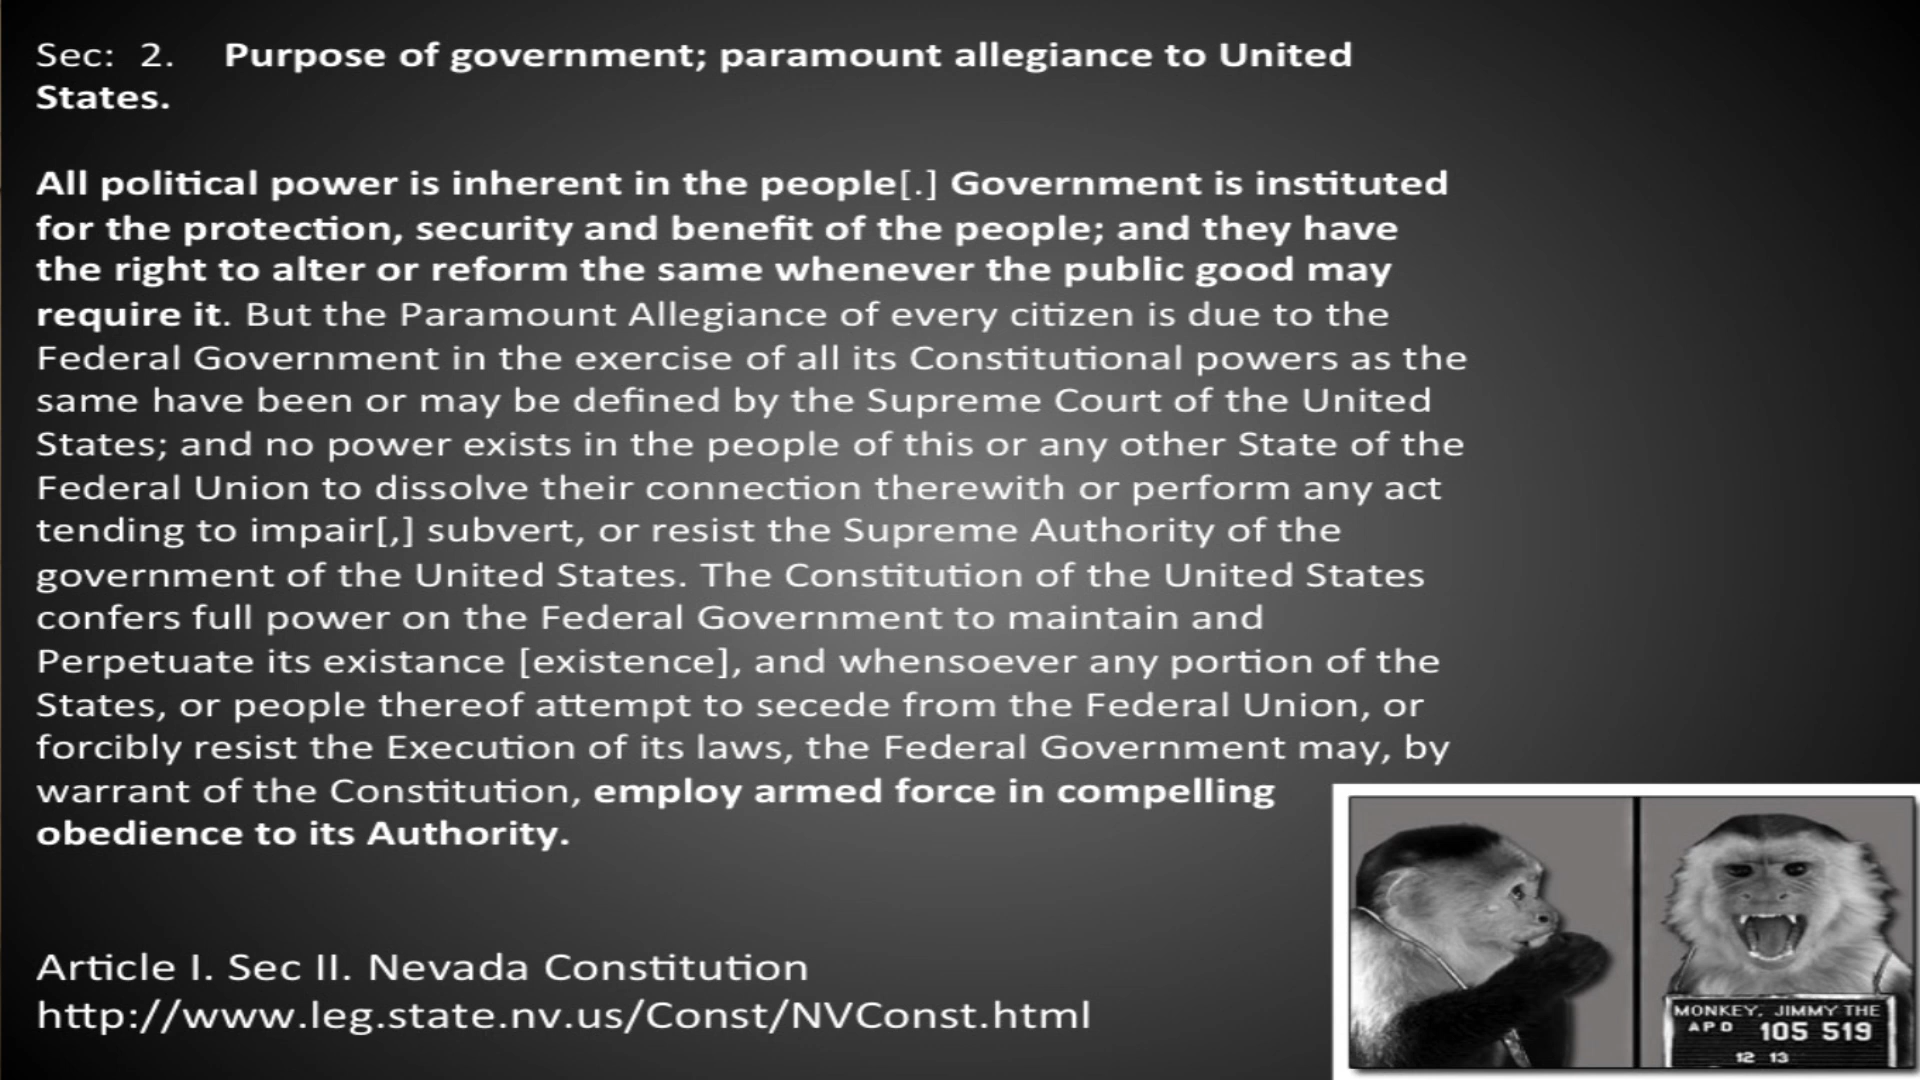 Sec: 2. Purpose of government; paramount allegiance to United
States.
All political power is inherent in the people[.] Government is instituted
for the protection, security and benefit of the people; and they have
the right to alter or reform the same whenever the public good may
require it. But the Paramount Allegiance of every citizen is due to the
Federal Government in the exercise of all its Constitutional powers as the
same have been or may be defined by the Supreme Court of the United
States; and no power exists in the people of this or any other State of the
Federal Union to dissolve their connection therewith or perform any act
tending to impair[,] subvert, or resist the Supreme Authority of the
government of the United States. The Constitution of the United States
confers full power on the Federal Government to maintain and
Perpetuate its existance [existence], and whensoever any portion of the
States, or people thereof attempt to secede from the Federal Union, or
forcibly resist the Execution of its laws, the Federal Government may, by
warrant of the Constitution, employ armed force in compelling
obedience to its Authority.
Article I. Sec II. Nevada Constitution
http://www.leg.state.nv.us/Const/NVConst.html
MONKEY, JIMMY THE
APD 105 519
12 13